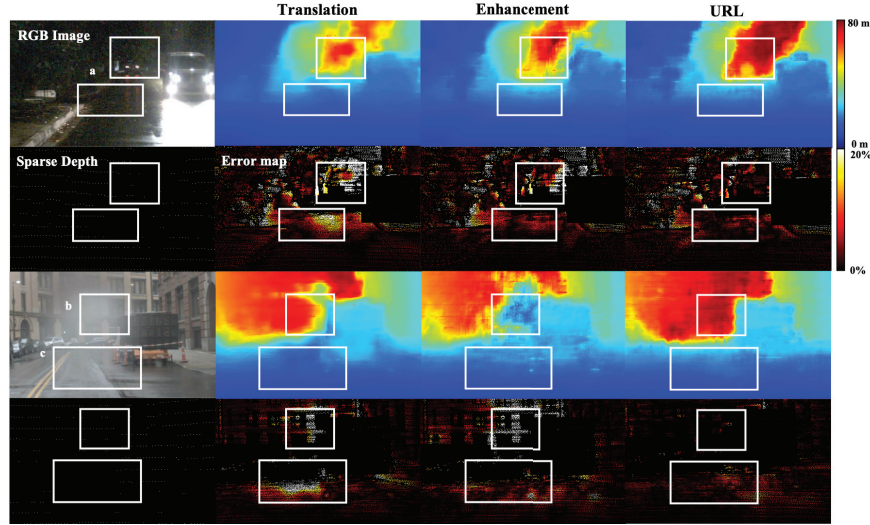 Translation Enhancement URL
RGB Image
80 m
a
0 m
Sparse Depth
Error map
20%
0%
b
c